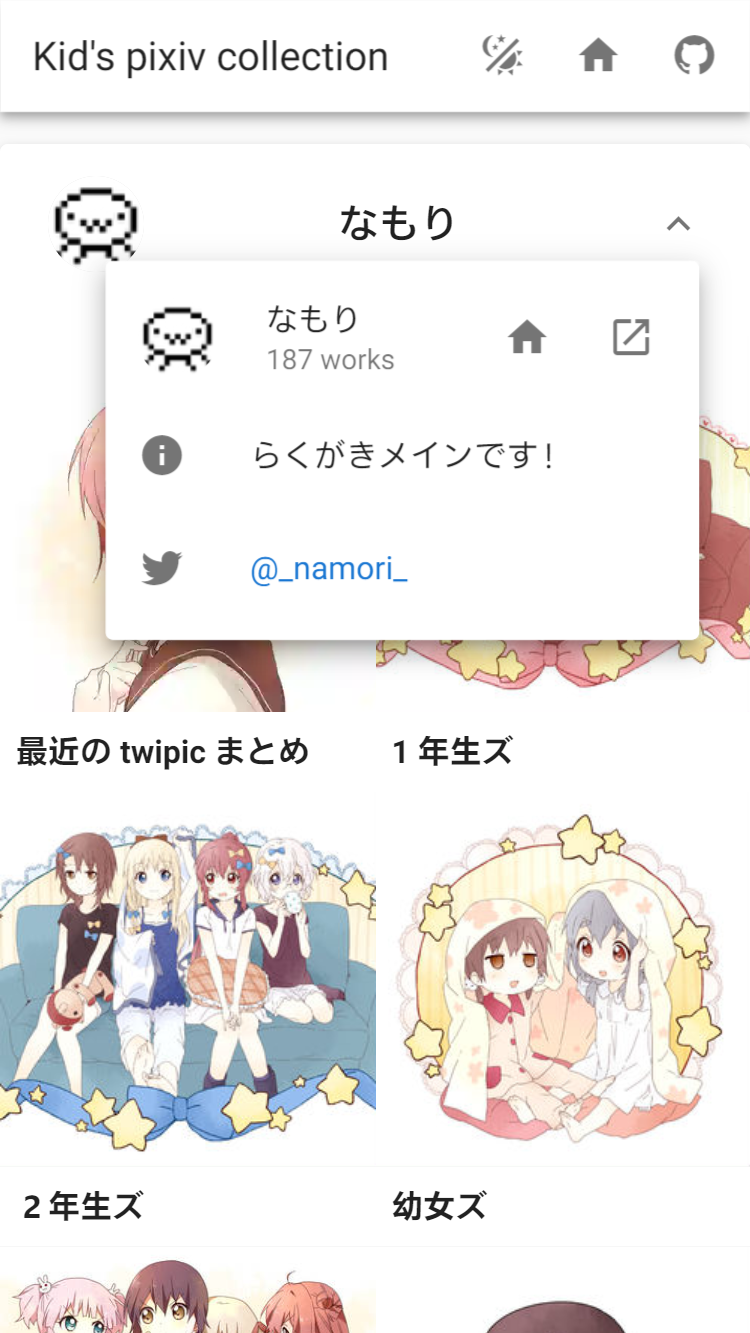 Kid's pixiv collection
なもり
なもり
187 works
らくがきメインです!
@_namori_
最近の twipic まとめ
1 年生ズ
2 年生ズ
幼女ズ